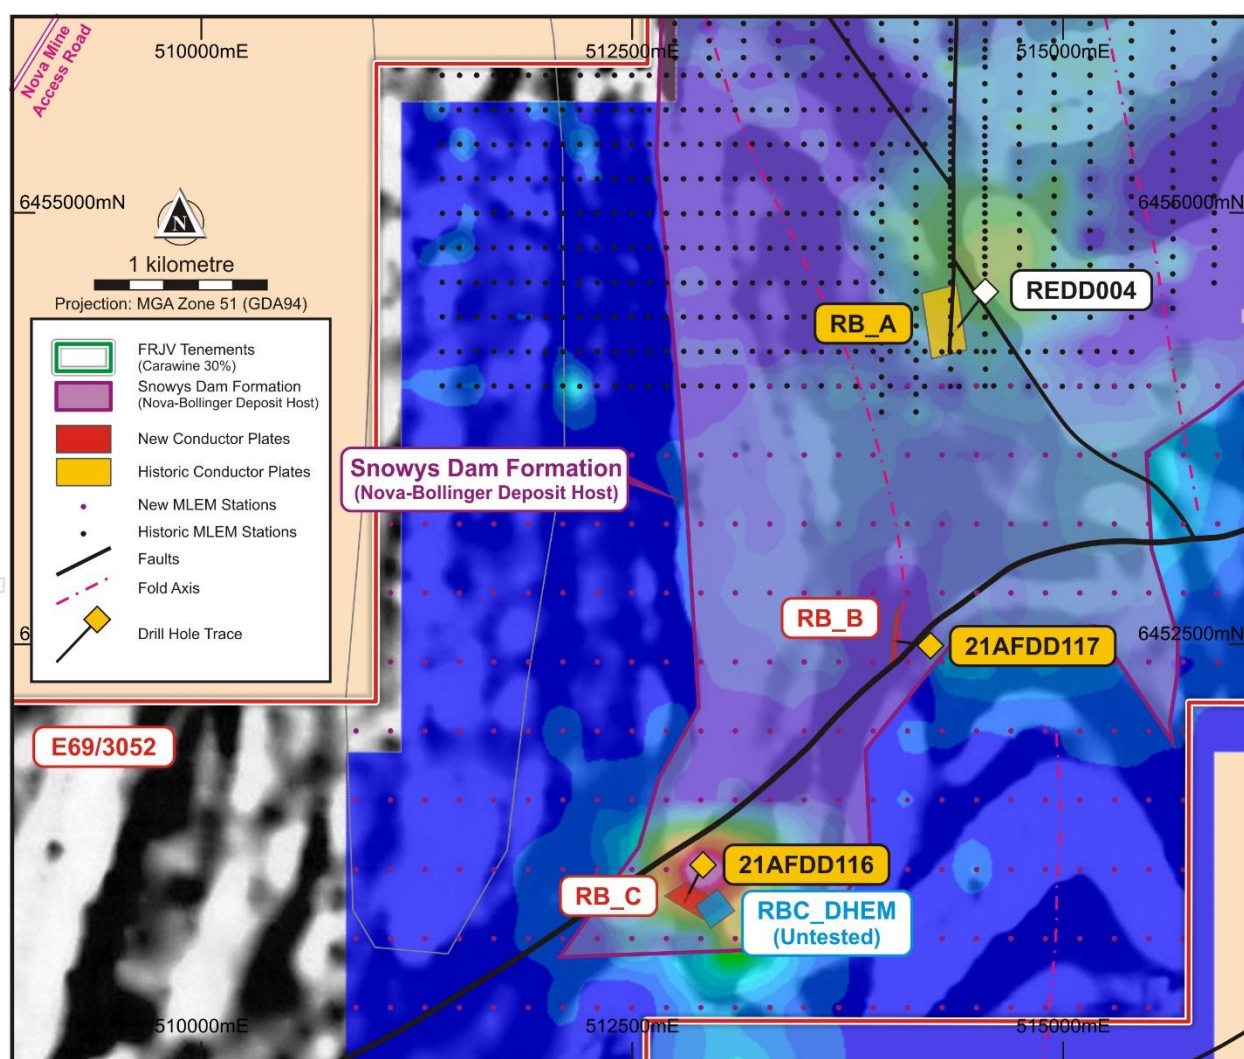 Nova Mine
Access Road
510000mE
512500mE
515000mE
6455000mN
6455000mN
N
1 kilometre
Projection: MGA Zone 51 (GDA94)
FRJV Tenements
(Carawine 30%)
Snowys Dam Formation
(Nova-Bollinger Deposit Host)
New Conductor Plates
Historic Conductor Plates
New MLEM Stations
Historic MLEM Stations
Faults
Fold Axis
Drill Hole Trace
REDD004
RB_A
Snowys Dam Formation
(Nova-Bollinger Deposit Host)
RB_B
6
6452500mN
21AFDD117
E69/3052
21AFDD116
RB_C
RBC_DHEM
(Untested)
510000mE
512500mE
515000mE